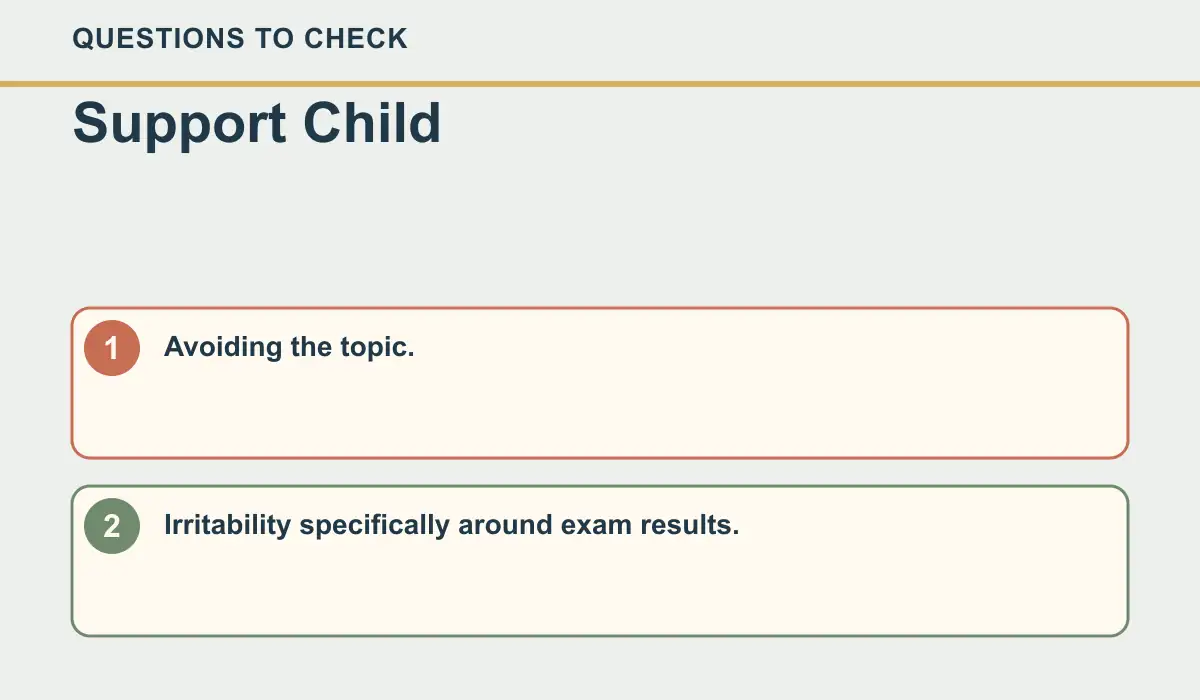 QUESTIONS TO CHECK
Support Child
1
Avoiding the topic.
2
Irritability specifically around exam results.